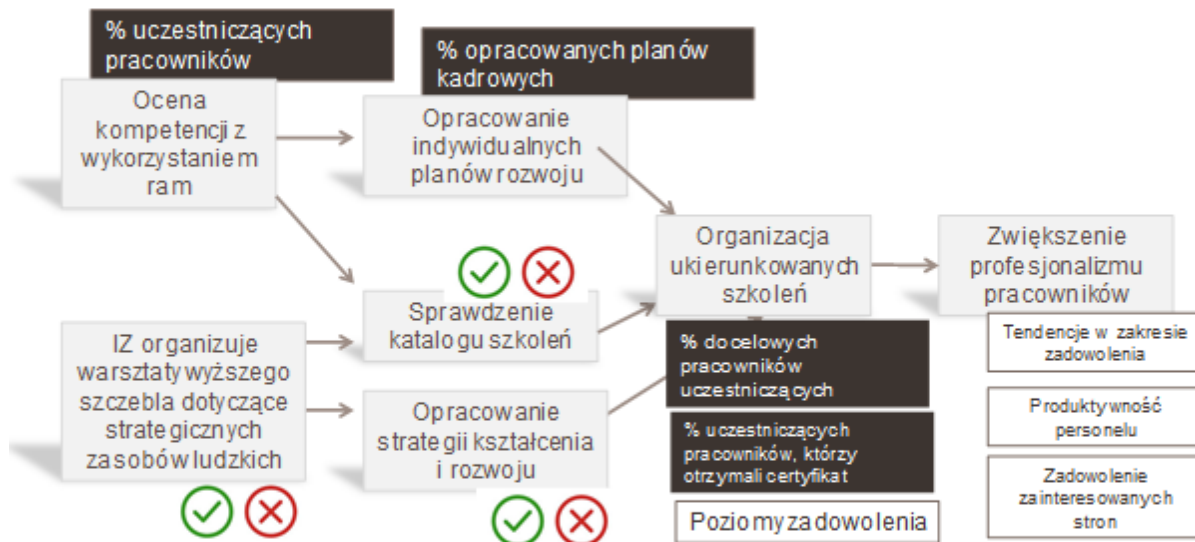 % uczestniczących
pracowników
% opracowanych planów
kadrowych
Ocena
kompetencji z
wykorzystaniem
ram
Opracowanie
indywidualnych
planów rozwoju
Organizacja
ukierunkowanych
szkoleń
Zwiększenie
profesjonalizmu
pracowników
Sprawdzenie
katalogu szkoleń
IZ organizuje
warsztaty wyższego
szczebla dotyczące
strategicznych
zasobów ludzkich
Opracowanie
strategii kształcenia
i rozwoju
% docelowych
pracowników
uczestniczących
% uczestniczących
pracowników, którzy
otrzymali certyfikat
Poziomy zadowolenia
Tendencje w zakresie
zadowolenia
Produktywność
personelu
Zadowolenie
zainteresowanych
stron